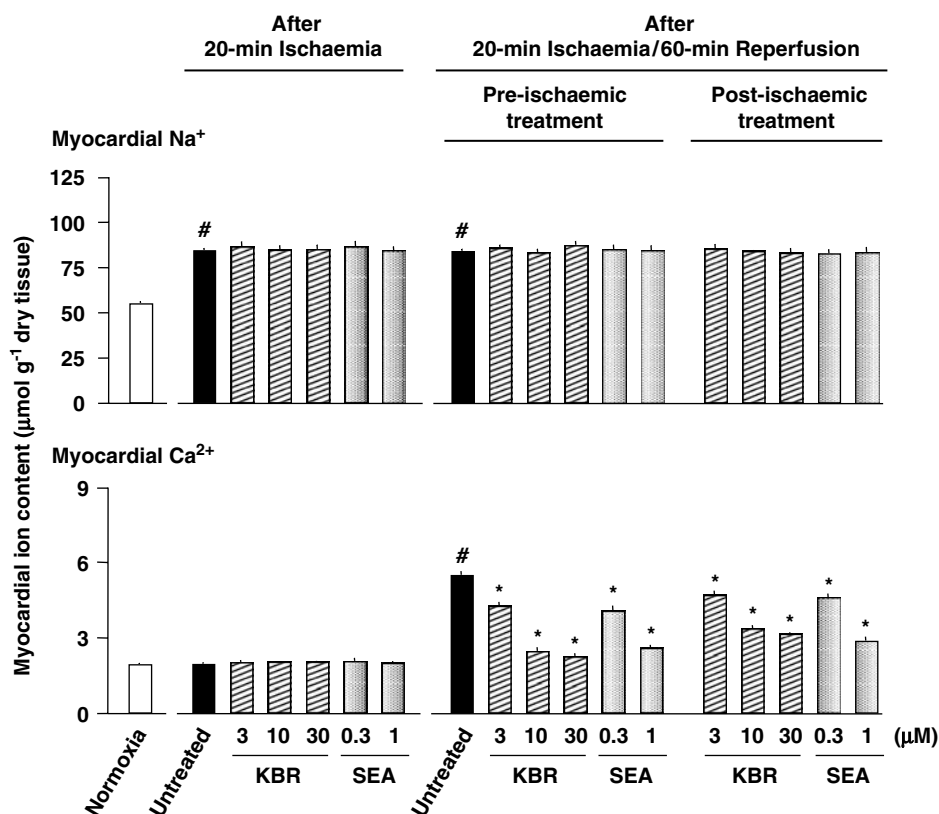 After
20-min Ischaemia
After
20-min Ischaemia/60-min Reperfusion
Pre-ischaemic
treatment
Post-ischaemic
treatment
Myocardial Na+
125
100
75
50
25
0
#
#
Myocardial ion content (μmol g-1 dry tissue)
Myocardial Ca2+
9
6
3
0
#
* * * * * * * * * *
Normoxia
Untreated
3 10 30 0.3 1
KBR SEA
Untreated
3 10 30 0.3 1
KBR SEA
3 10 30 0.3 1 (μM)
KBR SEA